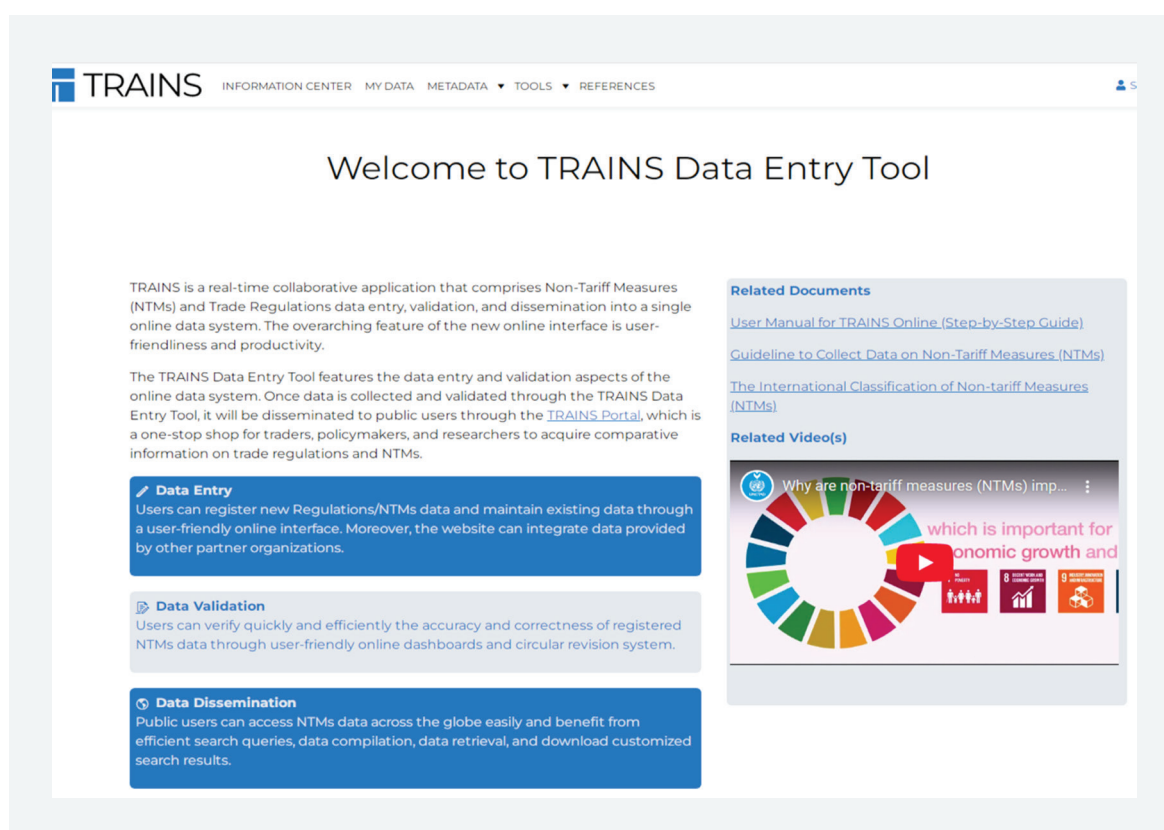 TRAINS INFORMATION CENTER MY DATA METADATA ▼ TOOLS ▼ REFERENCES S
Welcome to TRAINS Data Entry Tool
TRAINS is a real-time collaborative application that comprises Non-Tariff Measures
(NTMs) and Trade Regulations data entry, validation, and dissemination into a single
online data system. The overarching feature of the new online interface is user-
friendliness and productivity.
The TRAINS Data Entry Tool features the data entry and validation aspects of the
online data system. Once data is collected and validated through the TRAINS Data
Entry Tool, it will be disseminated to public users through the TRAINS Portal, which is
a one-stop shop for traders, policymakers, and researchers to acquire comparative
information on trade regulations and NTMs.
Data Entry
Users can register new Regulations/NTMs data and maintain existing data through
a user-friendly online interface. Moreover, the website can integrate data provided
by other partner organizations.
Data Validation
Users can verify quickly and efficiently the accuracy and correctness of registered
NTMs data through user-friendly online dashboards and circular revision system.
Data Dissemination
Public users can access NTMs data across the globe easily and benefit from
efficient search queries, data compilation, data retrieval, and download customized
search results.
Related Documents
User Manual for TRAINS Online (Step-by-Step Guide)
Guideline to Collect Data on Non-Tariff Measures (NTMs)
The International Classification of Non-tariff Measures
(NTMs)
Related Video(s)
Why are non-tariff measures (NTMs) imp...
which is important for
onomic growth and
POVERTY
8 DECENT WORK AND
ECONOMIC GROWTH
9